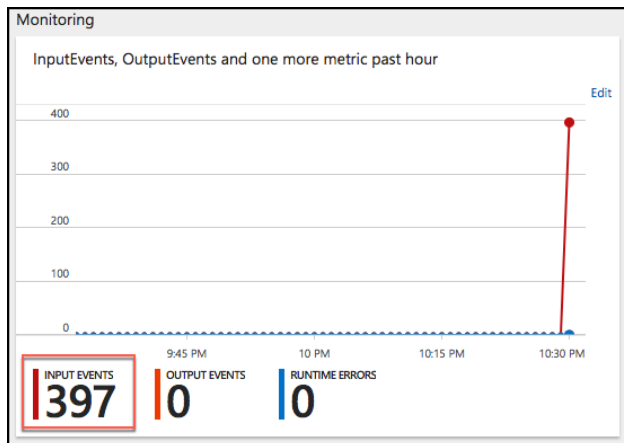 Monitoring
InputEvents, OutputEvents and one more metric past hour
Edit
400
300
200
100
0
9:45 PM 10 PM 10:15 PM 10:30 PM
INPUT EVENTS OUTPUT EVENTS RUNTIME ERRORS
397 0 0